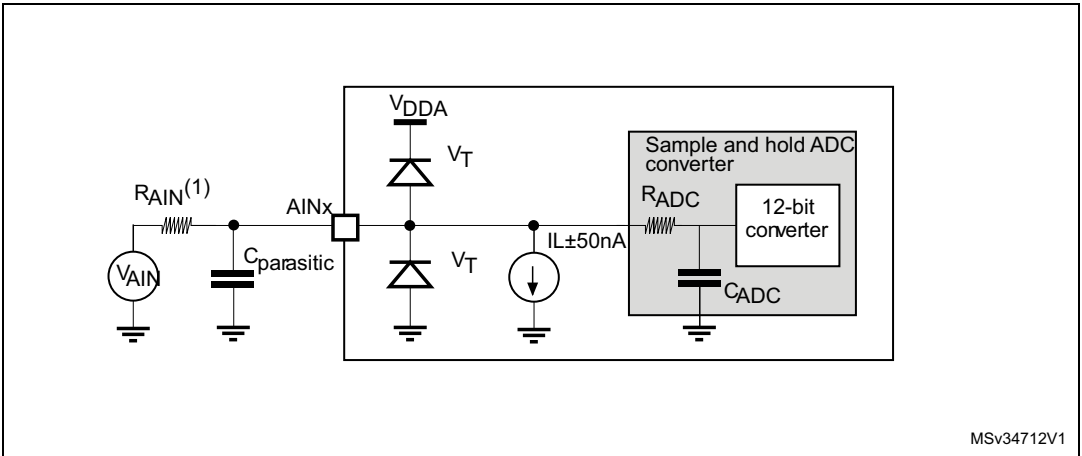 VDDA
VT
Sample and hold ADC
converter
RAIN(1)
AINx
RADC
12-bit
converter
IL±50nA
VT
VAIN
Cparasitic
CADC
MSv34712V1